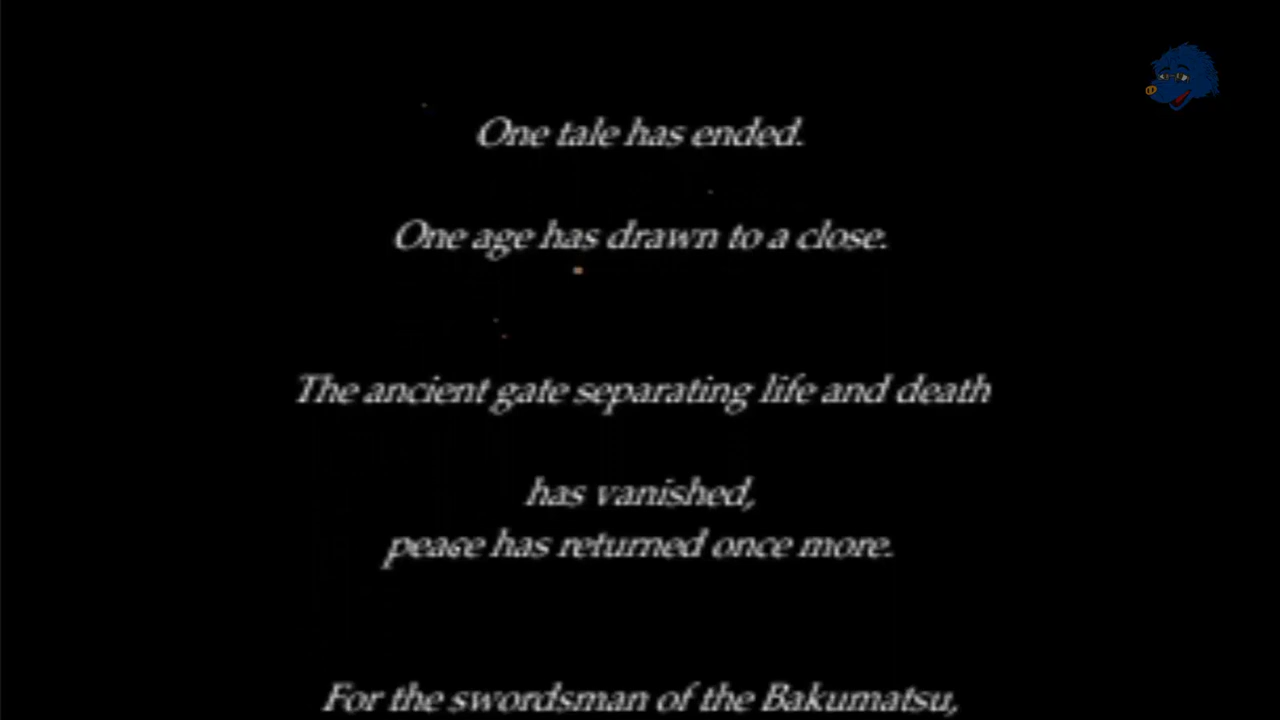 One tale has ended.
One age has drawn to a close.
The ancient gate separating life and death
has vanished,
peace has returned once more.
For the swordsman of the Bakumatsu,